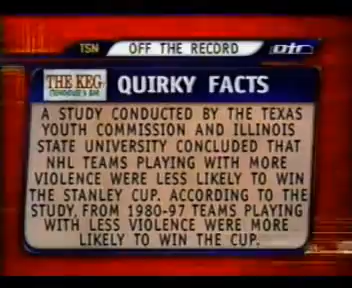 TSN OFF THE RECORD otr
THE KEG QUIRKY FACTS
STEAKHOUSE & BAR
A STUDY CONDUCTED BY THE TEXAS
YOUTH COMMISSION AND ILLINOIS
STATE UNIVERSITY CONCLUDED THAT
NHL TEAMS PLAYING WITH MORE
VIOLENCE WERE LESS LIKELY TO WIN
THE STANLEY CUP. ACCORDING TO THE
STUDY, FROM 1980-97 TEAMS PLAYING
WITH LESS VIOLENCE WERE MORE
LIKELY TO WIN THE CUP.